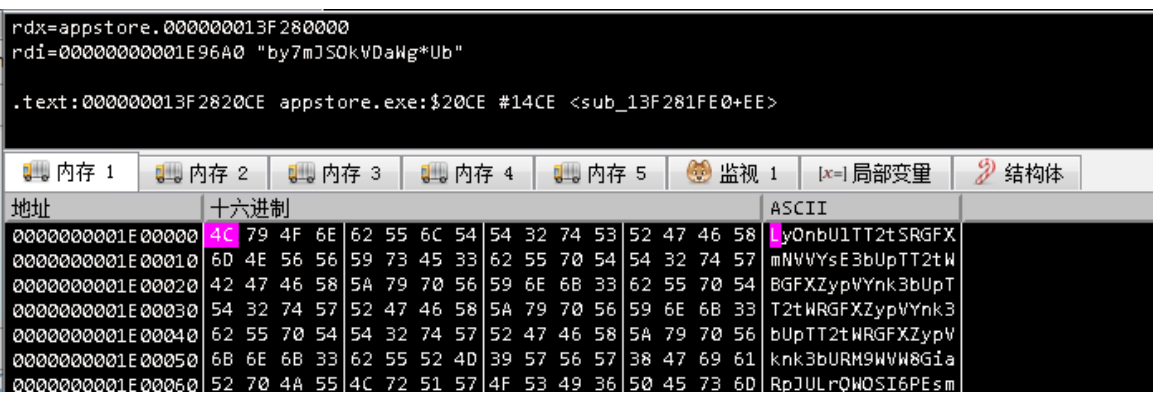 rdx=appstore.000000013F280000
rdi=00000000001E96A0 "by7mJSOkVDaWg*Ub"
.text:000000013F2820CE appstore.exe:$20CE #14CE <sub_13F281FE0+EE>
内存 1 内存 2 内存 3 内存 4 内存 5 监视 1 [x=] 局部变量 结构体
地址 十六进制 ASCII
0000000001E00000 4C 79 4F 6E 62 55 6C 54 54 32 74 53 52 47 46 58 LyOnbUlTT2tSRGFX
0000000001E00010 6D 4E 56 56 59 73 45 33 62 55 70 54 54 32 74 57 mNVVYsE3bUpTT2tW
0000000001E00020 42 47 46 58 5A 79 70 56 59 6E 6B 33 62 55 70 54 BGFXZypVYnk3bUpT
0000000001E00030 54 32 74 57 52 47 46 58 5A 79 70 56 59 6E 6B 33 T2tWRGFXZypVYnk3
0000000001E00040 62 55 70 54 54 32 74 57 52 47 46 58 5A 79 70 56 bUpTT2tWRGFXZypV
0000000001E00050 6B 6E 6B 33 62 55 52 4D 39 57 56 57 38 47 69 61 knk3bURM9WVW8Gia
0000000001E00060 52 70 4A 55 4C 72 51 57 4F 53 49 36 50 45 73 6D RpJULrQWOSI6PEsm